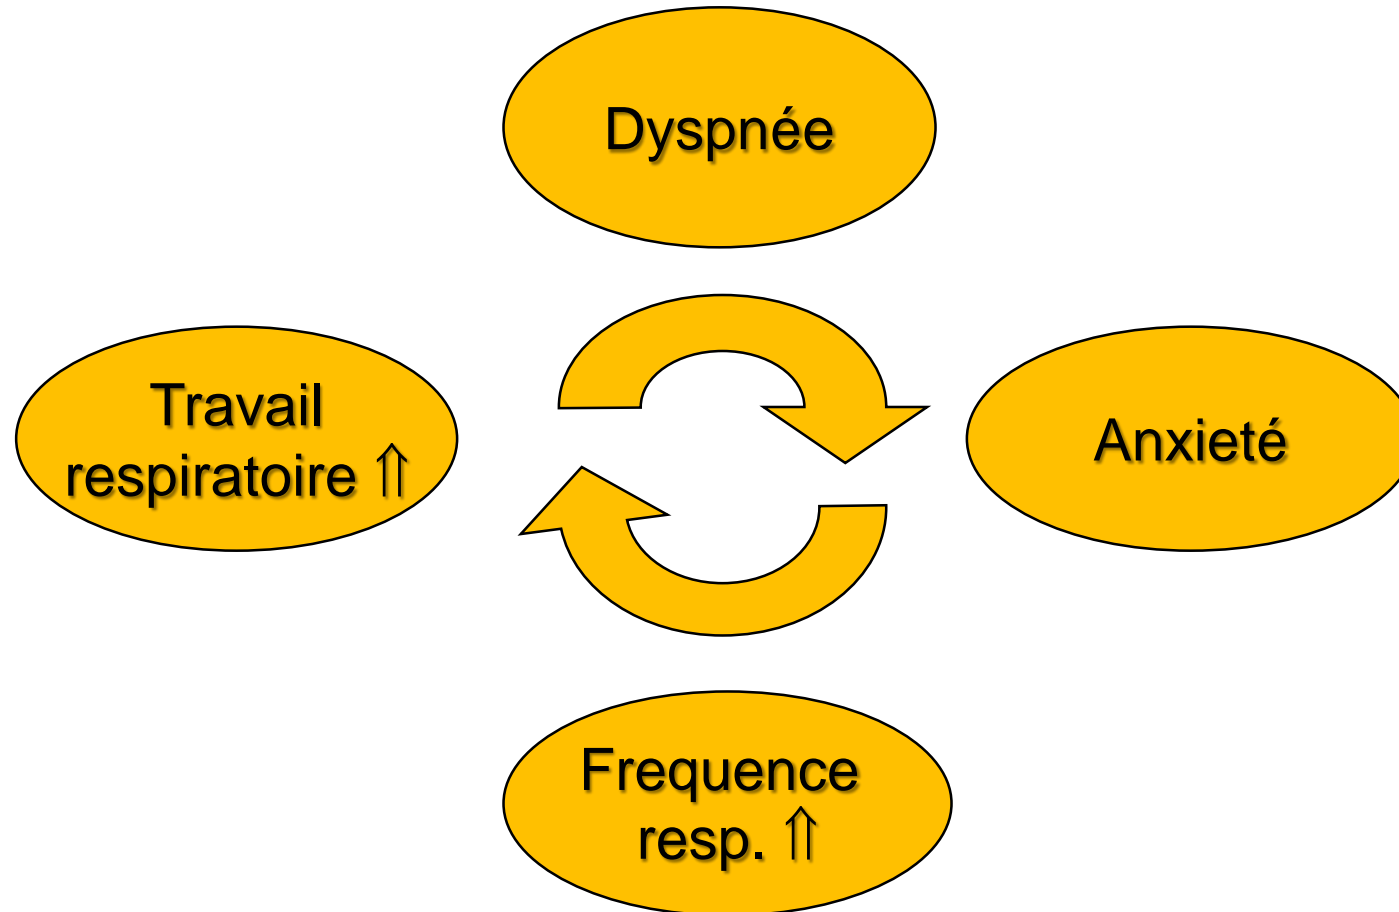 Dyspnée
Travail
respiratoire ⇑
Anxieté
Frequence
resp. ⇑